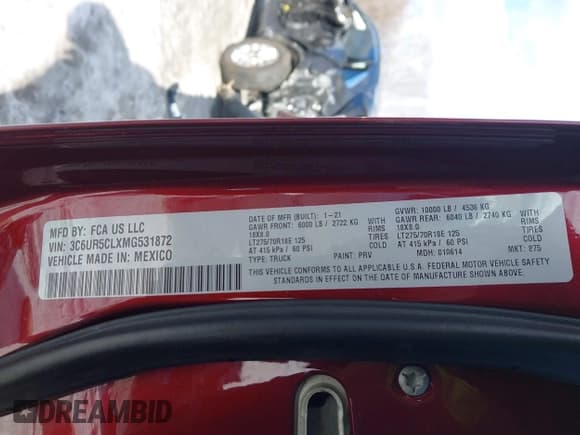 MFD BY: FCA US LLC
VIN: 3C6UR5CLXMG531872
VEHICLE MADE IN: MEXICO
DATE OF MFR (BUILT): 1-21
GAWR FRONT: 6000 LB / 2722 KG
18X8.0
LT275/70R18E 125
AT 415 kPa / 60 PSI
TYPE: TRUCK
RIMS
TIRES
PAINT: PRV
GVWR: 10000 LB / 4536 KG
GAWR REAR: 6040 LB / 2740 KG
18X8.0
LT275/70R18E 125
AT 415 kPa / 60 PSI
MDH: 010614
WITH
RIMS
TIRES
MKT: 875
THIS VEHICLE CONFORMS TO ALL APPLICABLE U.S.A. FEDERAL MOTOR VEHICLE SAFETY
STANDARDS IN EFFECT ON THE DATE OF MANUFACTURE SHOWN ABOVE.
DREAMBID